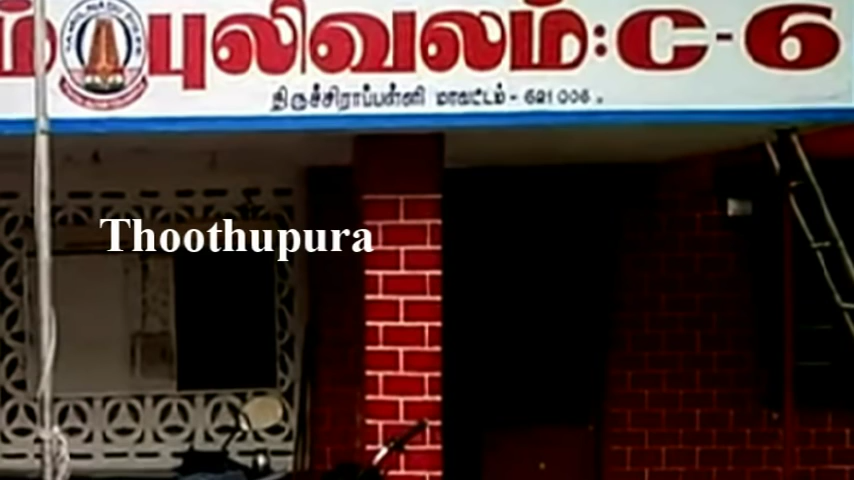 ம் புலிவலம்:C-6
திருச்சிராப்பள்ளி மாவட்டம் - 621 006.
Thoothupura